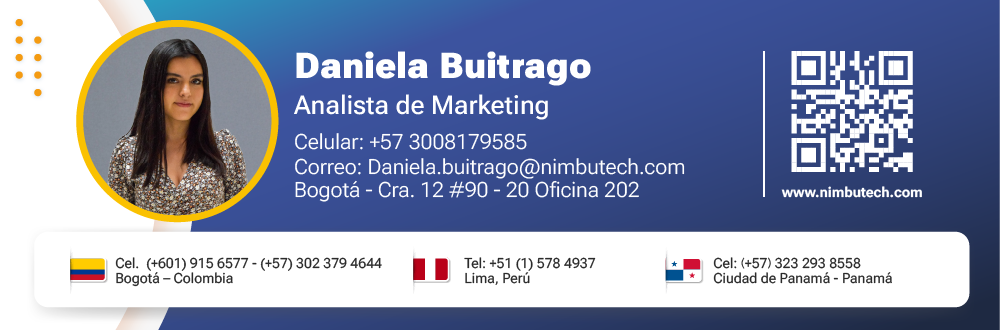 Daniela Buitrago
Analista de Marketing
Celular: +57 3008179585
Correo: Daniela.buitrago@nimbutech.com
Bogotá - Cra. 12 #90 - 20 Oficina 202
www.nimbutech.com
Cel. (+601) 915 6577 - (+57) 302 379 4644
Bogotá – Colombia
Tel: +51 (1) 578 4937
Lima, Perú
Cel: (+57) 323 293 8558
Ciudad de Panamá - Panamá